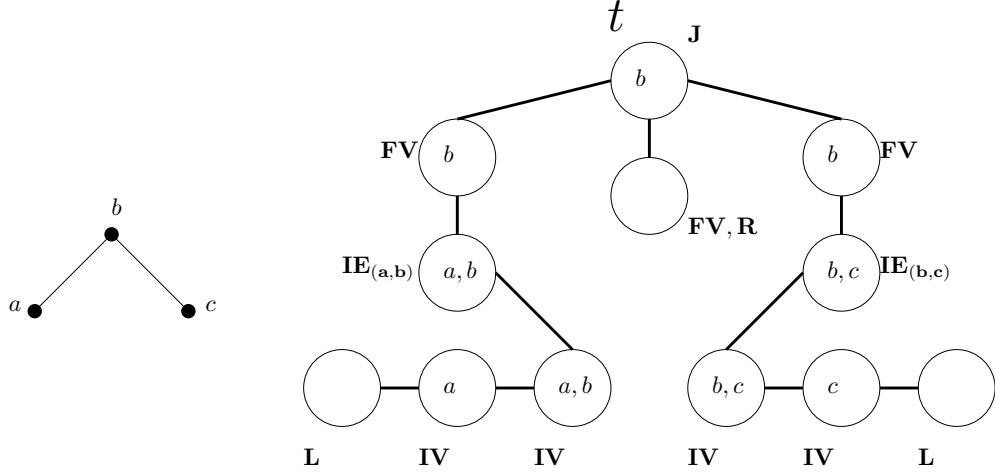 t
J
b
FV
b
b
FV
b
FV, R
IE(a,b)
a, b
b, c
IE(b,c)
a
c
a
a, b
b, c
c
L
IV
IV
IV
IV
L